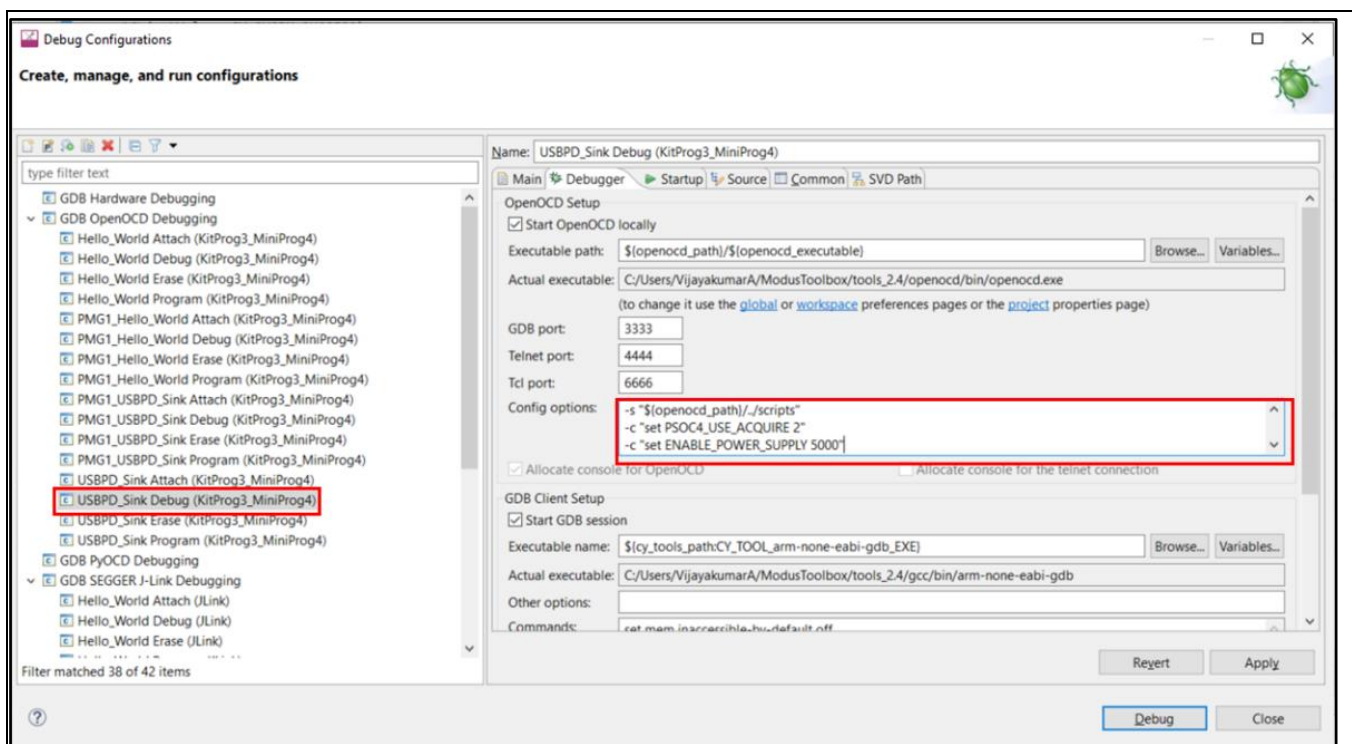 Debug Configurations
Create, manage, and run configurations
type filter text
GDB Hardware Debugging
GDB OpenOCD Debugging
Hello_World Attach (KitProg3_MiniProg4)
Hello_World Debug (KitProg3_MiniProg4)
Hello_World Erase (KitProg3_MiniProg4)
Hello_World Program (KitProg3_MiniProg4)
PMG1_Hello_World Attach (KitProg3_MiniProg4)
PMG1_Hello_World Debug (KitProg3_MiniProg4)
PMG1_Hello_World Erase (KitProg3_MiniProg4)
PMG1_Hello_World Program (KitProg3_MiniProg4)
PMG1_USBPD_Sink Attach (KitProg3_MiniProg4)
PMG1_USBPD_Sink Debug (KitProg3_MiniProg4)
PMG1_USBPD_Sink Erase (KitProg3_MiniProg4)
PMG1_USBPD_Sink Program (KitProg3_MiniProg4)
USBPD_Sink Attach (KitProg3_MiniProg4)
USBPD_Sink Debug (KitProg3_MiniProg4)
USBPD_Sink Erase (KitProg3_MiniProg4)
USBPD_Sink Program (KitProg3_MiniProg4)
GDB PyOCD Debugging
GDB SEGGER J-Link Debugging
Hello_World Attach (JLink)
Hello_World Debug (JLink)
Hello_World Erase (JLink)
Filter matched 38 of 42 items
Name: USBPD_Sink Debug (KitProg3_MiniProg4)
Main Debugger Startup Source Common SVD Path
OpenOCD Setup
Start OpenOCD locally
Executable path: ${openocd_path}/${openocd_executable} Browse... Variables...
Actual executable: C:/Users/VijayakumarA/ModusToolbox/tools_2.4/openocd/bin/openocd.exe
(to change it use the global or workspace preferences pages or the project properties page)
GDB port: 3333
Telnet port: 4444
Tcl port: 6666
Config options: -s "${openocd_path}/../scripts"
-c "set PSOC4_USE_ACQUIRE 2"
-c "set ENABLE_POWER_SUPPLY 5000"
Allocate console for OpenOCD Allocate console for the telnet connection
GDB Client Setup
Start GDB session
Executable name: ${cy_tools_path:CY_TOOL_arm-none-eabi-gdb_EXE} Browse... Variables...
Actual executable: C:/Users/VijayakumarA/ModusToolbox/tools_2.4/gcc/bin/arm-none-eabi-gdb
Other options:
Commands: set mem inaccessible-by-default off
Revert Apply
Debug Close